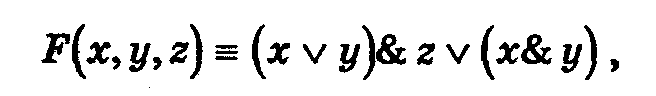 F(x, y, z) ≡ (x ∨ y)& z ∨ (x& y) ,